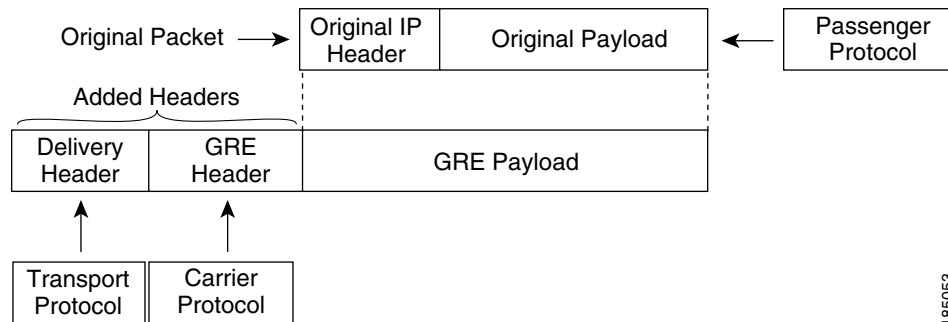 Original Packet
Original IP
Header
Original Payload
Passenger
Protocol
Added Headers
Delivery
Header
GRE
Header
GRE Payload
Transport
Protocol
Carrier
Protocol